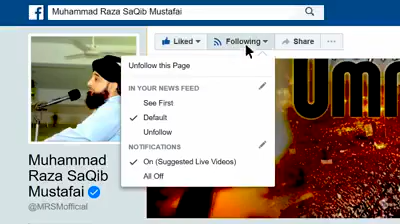 Muhammad Raza SaQib Mustafai
Liked
Following
Share
Unfollow this Page
IN YOUR NEWS FEED
See First
Default
Unfollow
NOTIFICATIONS
On (Suggested Live Videos)
All Off
Muhammad
Raza SaQib
Mustafai
@MRSMofficial